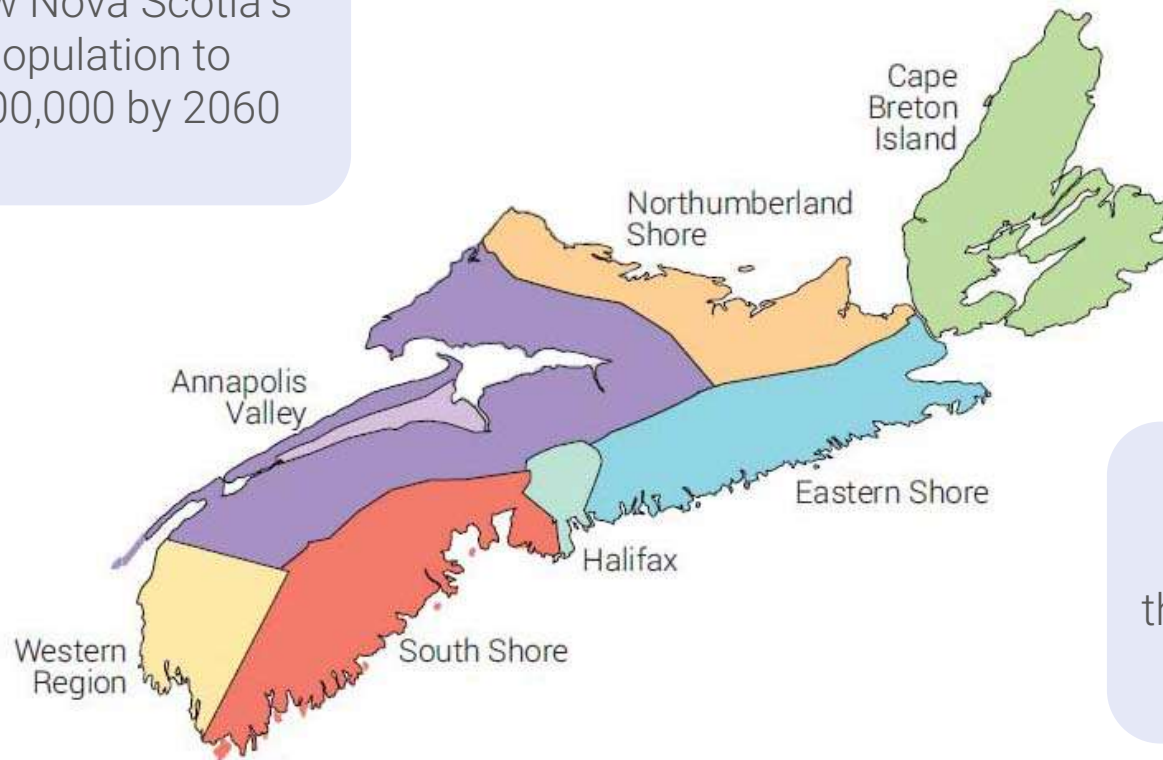 Nova Scotia's
opulation to
00,000 by 2060
Cape
Breton
Island
Northumberland
Shore
Annapolis
Valley
Eastern Shore
Halifax
Western
Region
South Shore
th